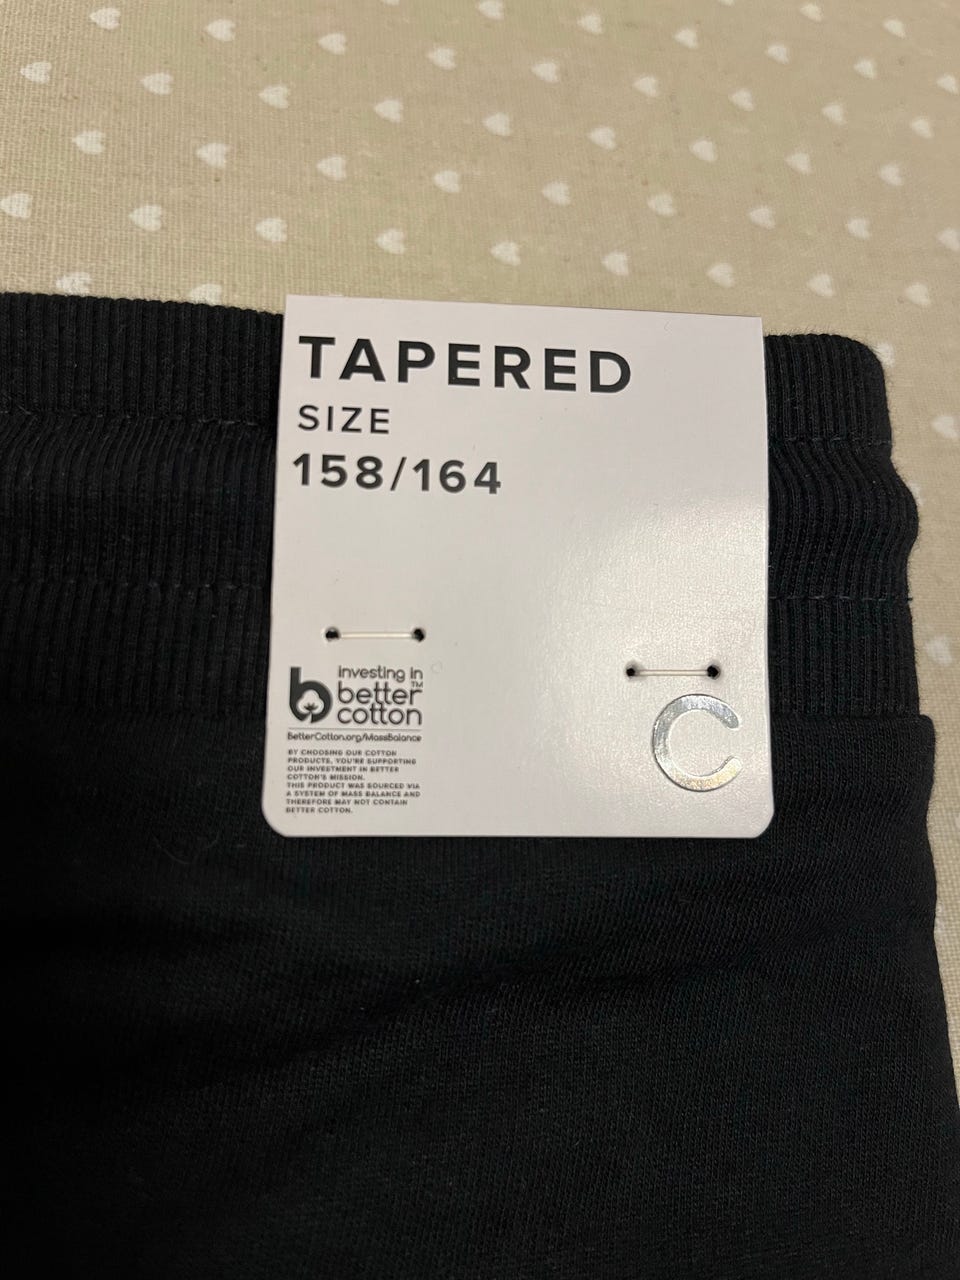 TAPERED
SIZE
158/164
investing in
better™
cotton
BetterCotton.org/MassBalance
BY CHOOSING OUR COTTON
PRODUCTS, YOU'RE SUPPORTING
OUR INVESTMENT IN BETTER
COTTON'S MISSION.
THIS PRODUCT WAS SOURCED VIA
A SYSTEM OF MASS BALANCE AND
THEREFORE MAY NOT CONTAIN
BETTER COTTON.
C